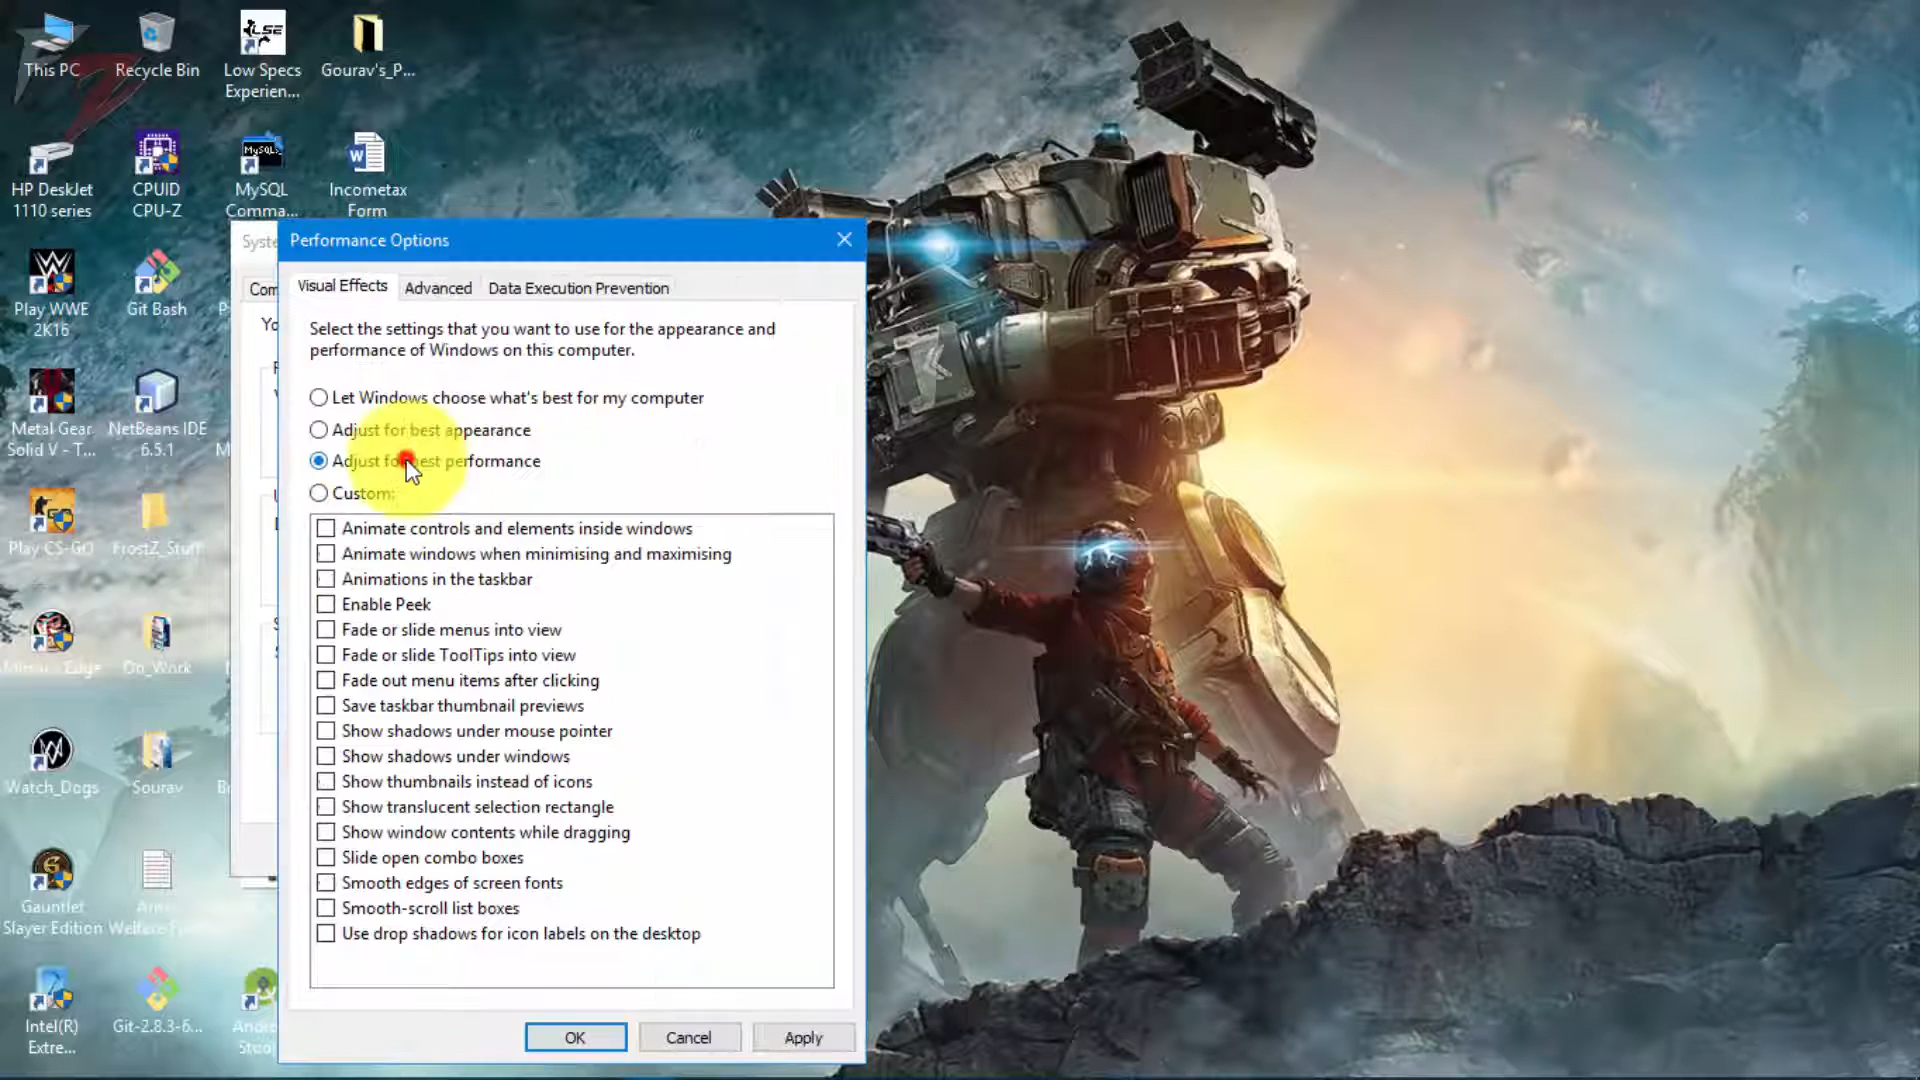 This PC
Recycle Bin
Low Specs
Experien...
Gourav's_P...
HP DeskJet
1110 series
CPUID
CPU-Z
MySQL
Comma...
Incometax
Form
Play WWE
2K16
Git Bash
Metal Gear
Solid V - T...
NetBeans IDE
6.5.1
Play CS-GO
FrostZ_Stuff
Edge
Do_Work
Watch_Dogs
Sourav
Gauntlet
Slayer Edition
Intel(R)
Extre...
Git-2.8.3-6...
Performance Options
Visual Effects
Advanced
Data Execution Prevention
Select the settings that you want to use for the appearance and
performance of Windows on this computer.
Let Windows choose what's best for my computer
Adjust for best appearance
Adjust for best performance
Custom:
Animate controls and elements inside windows
Animate windows when minimising and maximising
Animations in the taskbar
Enable Peek
Fade or slide menus into view
Fade or slide ToolTips into view
Fade out menu items after clicking
Save taskbar thumbnail previews
Show shadows under mouse pointer
Show shadows under windows
Show thumbnails instead of icons
Show translucent selection rectangle
Show window contents while dragging
Slide open combo boxes
Smooth edges of screen fonts
Smooth-scroll list boxes
Use drop shadows for icon labels on the desktop
OK
Cancel
Apply